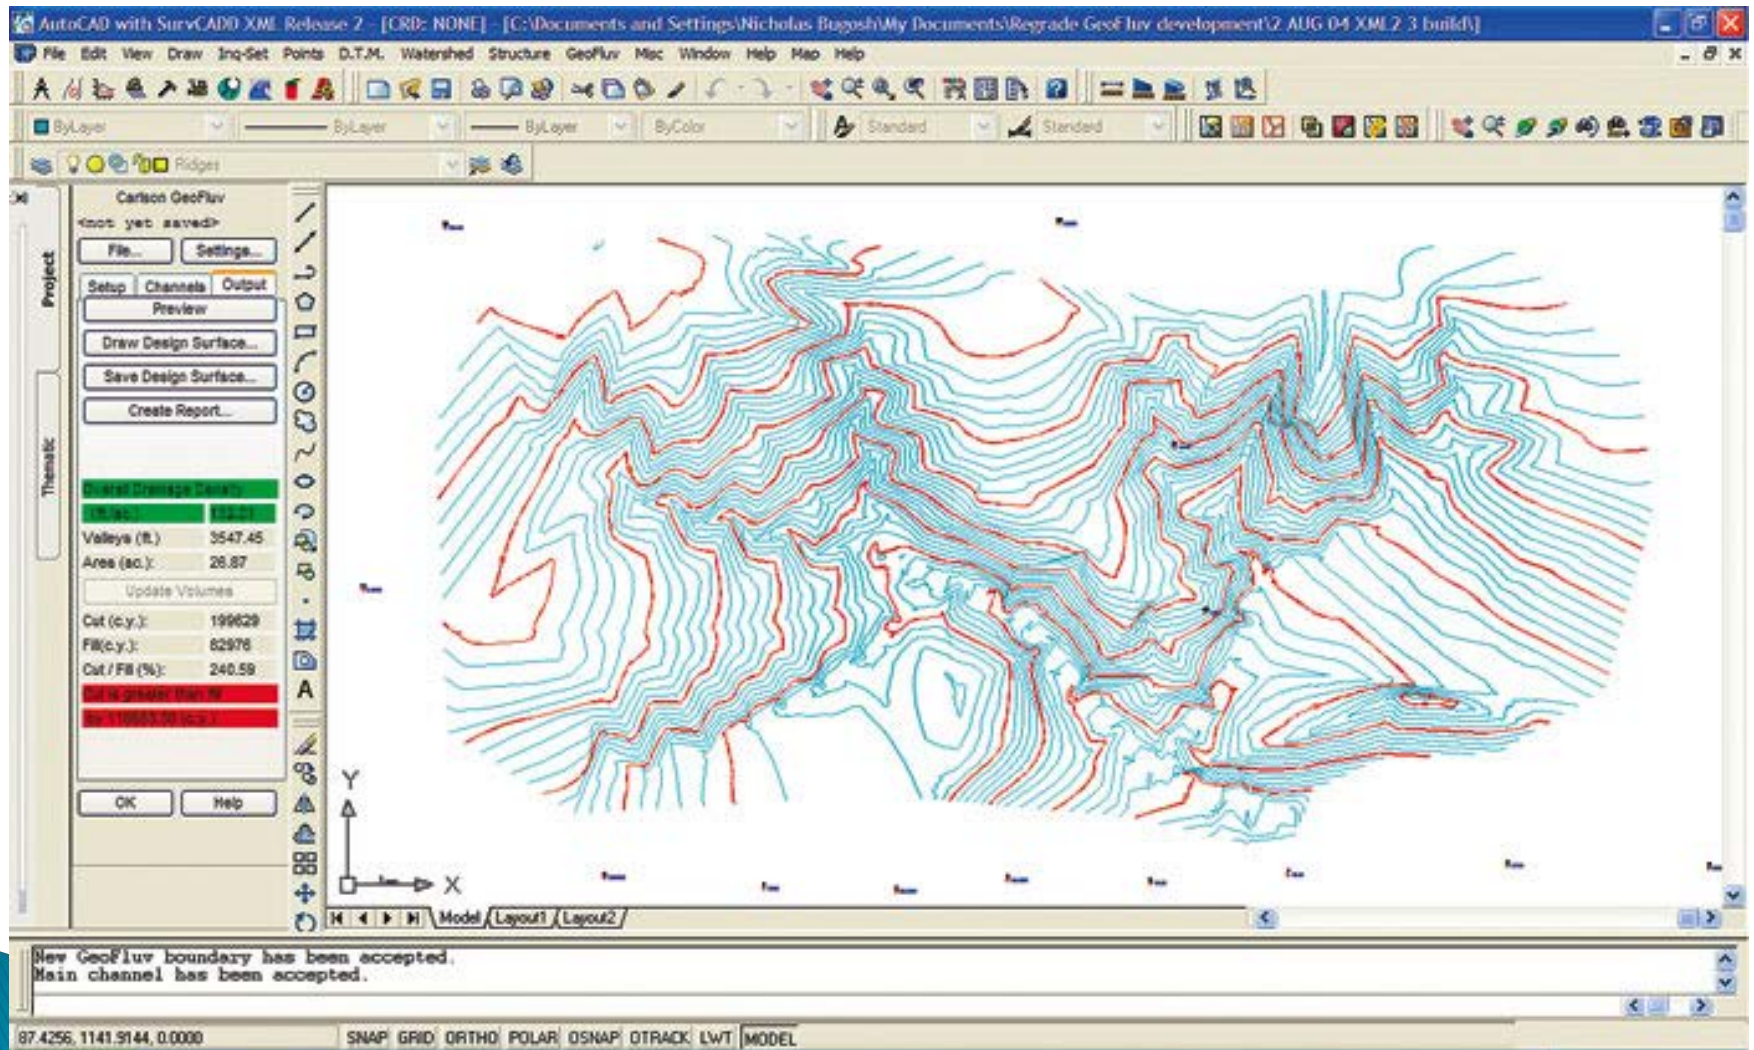 AutoCAD with SurvCADD XML Release 2 - [CRD: NONE] - [C:\Documents and Settings\Nicholas Bugosh\My Documents\Regrade GeoFluv development\2 AUG 04 XML2 3 build\]
File Edit View Draw Inq-Set Points D.T.M. Watershed Structure GeoFluv Misc Window Help Map Help
ByLayer ByLayer ByLayer ByColor Standard Standard
Ridges
Project
Thematic
Carlson GeoFluv
<not yet saved>
File... Settings...
Setup Channels Output
Preview
Draw Design Surface...
Save Design Surface...
Create Report...
Overall Drainage Density
(ft/ac.):
Valleys (ft.) 3547.45
Area (ac.): 26.87
Update Volumes
Cut (c.y.): 199629
Fill(c.y.): 82976
Cut / Fill (%): 240.59
Cut is greater than fill
OK Help
A
Y
X
Model Layout1 Layout2
New GeoFluv boundary has been accepted.
Main channel has been accepted.
87.4256, 1141.9144, 0.0000 SNAP GRID ORTHO POLAR OSNAP OTRACK LWT MODEL